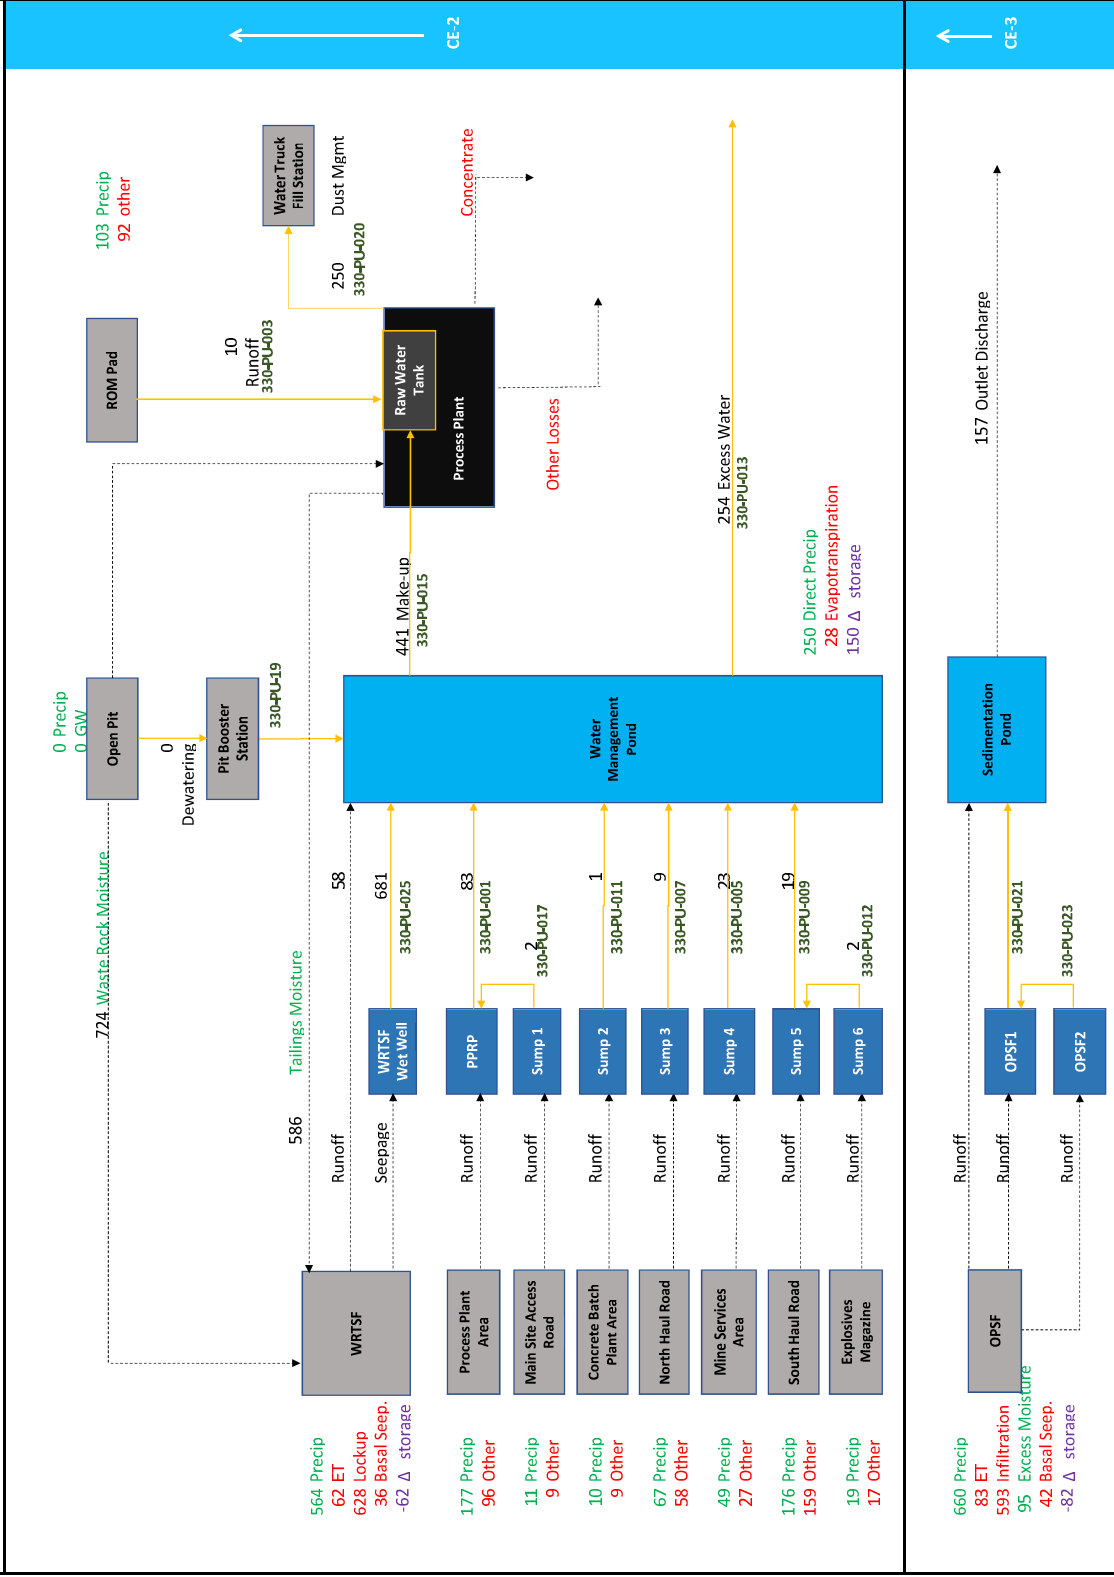 CE-2
CE-3
0 Precip
0 GW
Open Pit
0
Dewatering
Pit Booster
Station
330-PU-19
724 Waste Rock Moisture
103 Precip
92 other
ROM Pad
10
Runoff
330-PU-003
Water Truck
Fill Station
Dust Mgmt
250
330-PU-020
Raw Water
Tank
Process Plant
Concentrate
Other Losses
441 Make-up
330-PU-015
254 Excess Water
330-PU-013
250 Direct Precip
28 Evapotranspiration
150 Δ storage
Water
Management
Pond
586
Tailings Moisture
564 Precip
62 ET
628 Lockup
36 Basal Seep.
-62 Δ storage
WRTSF
Runoff
58
Seepage
WRTSF
Wet Well
681
330-PU-025
177 Precip
96 Other
Process Plant
Area
Runoff
PPRP
83
330-PU-001
11 Precip
9 Other
Main Site Access
Road
Runoff
Sump 1
2
330-PU-017
10 Precip
9 Other
Concrete Batch
Plant Area
Runoff
Sump 2
1
330-PU-011
67 Precip
58 Other
North Haul Road
Runoff
Sump 3
9
330-PU-007
49 Precip
27 Other
Mine Services
Area
Runoff
Sump 4
23
330-PU-005
176 Precip
159 Other
South Haul Road
Runoff
Sump 5
19
330-PU-009
19 Precip
17 Other
Explosives
Magazine
Runoff
Sump 6
2
330-PU-012
660 Precip
83 ET
593 Infiltration
95 Excess Moisture
42 Basal Seep.
-82 Δ storage
OPSF
Runoff
Runoff
Runoff
OPSF1
330-PU-021
OPSF2
330-PU-023
Sedimentation
Pond
157 Outlet Discharge